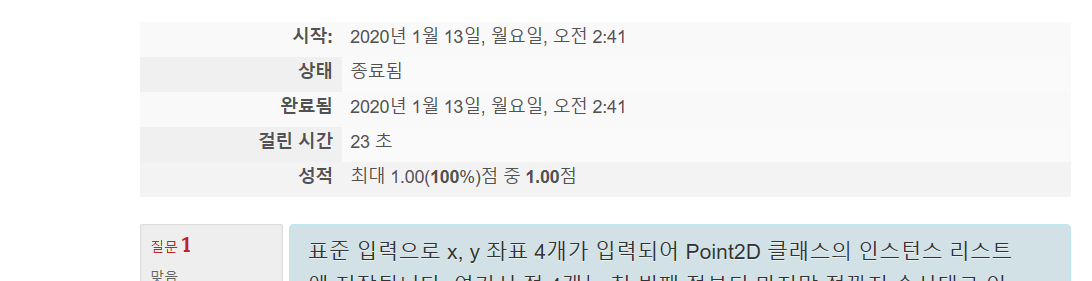 시작: 2020년 1월 13일, 월요일, 오전 2:41
상태 종료됨
완료됨 2020년 1월 13일, 월요일, 오전 2:41
걸린 시간 23 초
성적 최대 1.00(100%)점 중 1.00점
질문 1
맞음
표준 입력으로 x, y 좌표 4개가 입력되어 Point2D 클래스의 인스턴스 리스트